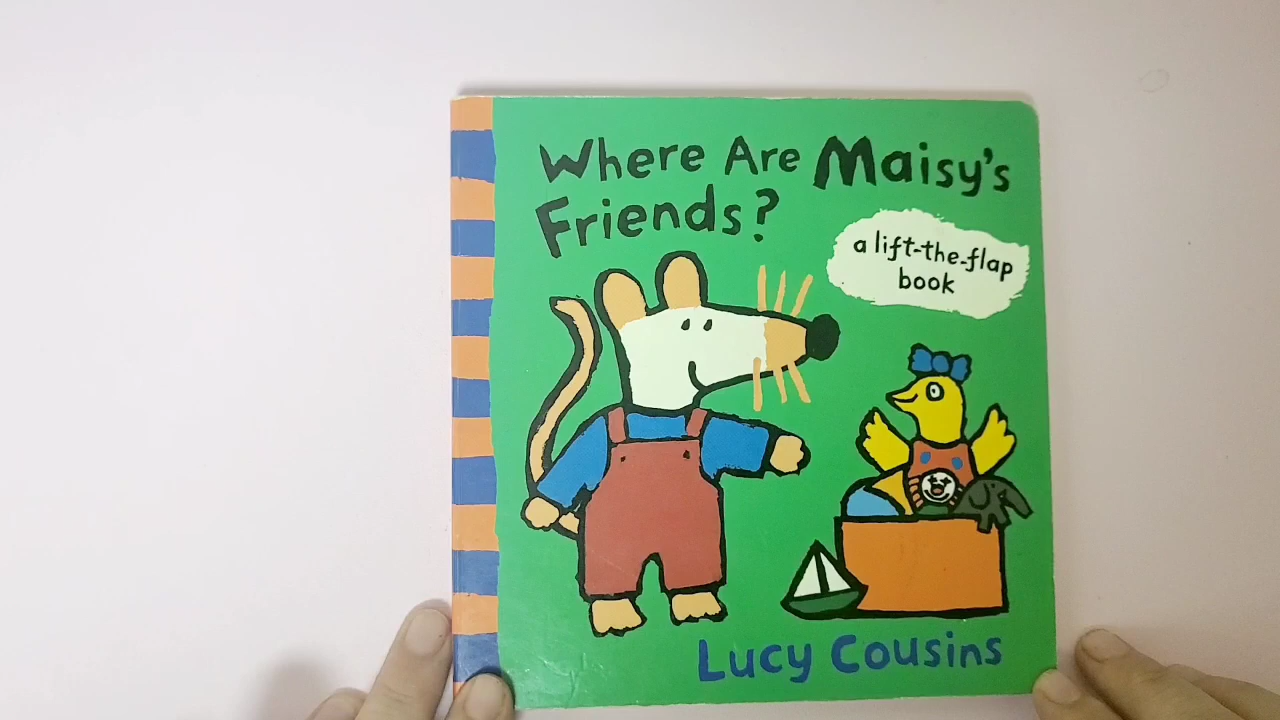 Where Are Maisy's
Friends?
a lift-the-flap
book
Lucy Cousins